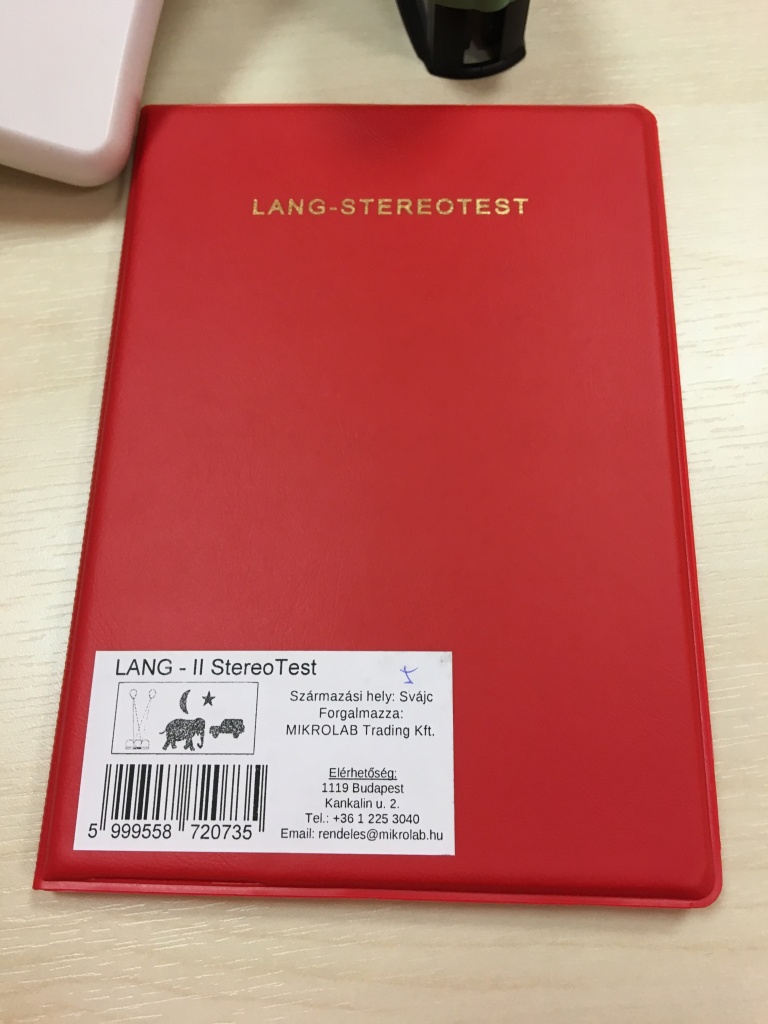 LANG-STEREOTEST
LANG - II StereoTest
Származási hely: Svájc
Forgalmazza:
MIKROLAB Trading Kft.
Elérhetőség:
1119 Budapest
Kankalin u. 2.
Tel.: +36 1 225 3040
Email: rendeles@mikrolab.hu
5 999558 720735